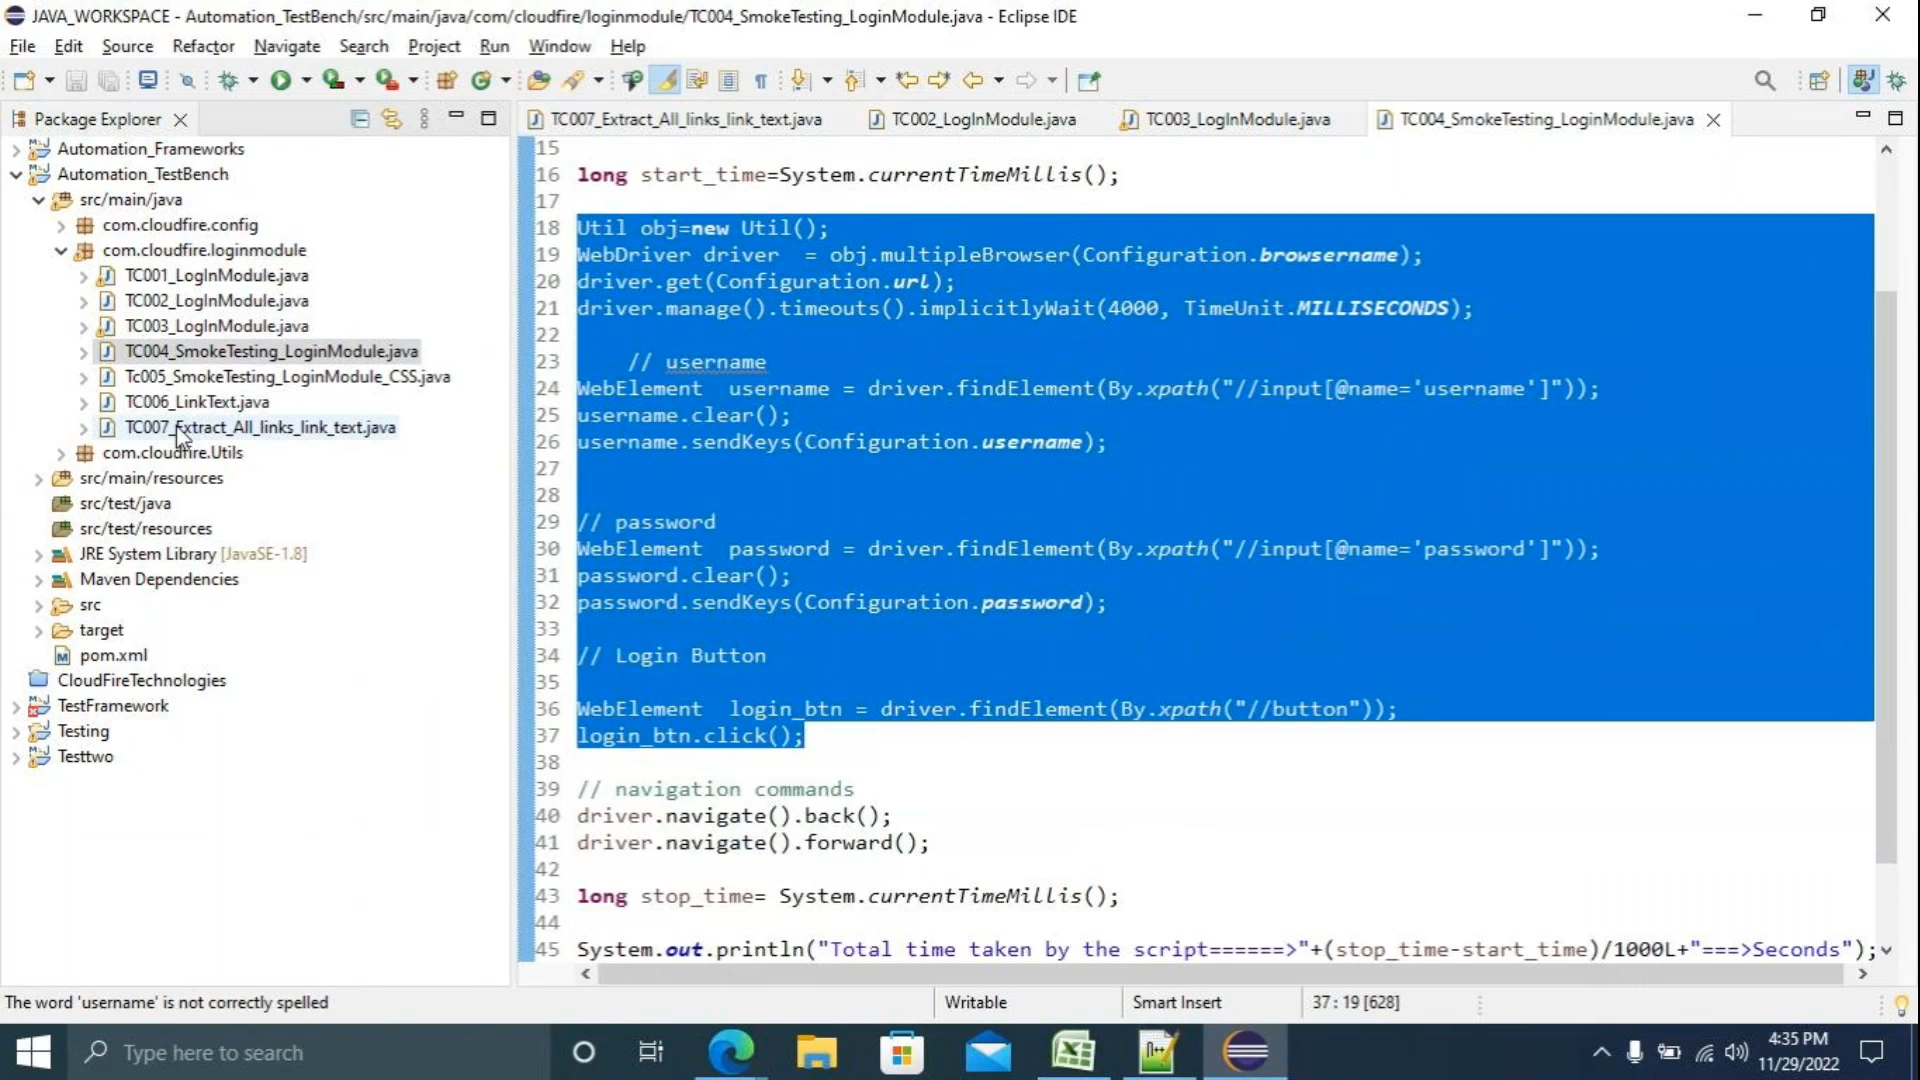 JAVA_WORKSPACE - Automation_TestBench/src/main/java/com/cloudfire/loginmodule/TC004_SmokeTesting_LoginModule.java - Eclipse IDE
File Edit Source Refactor Navigate Search Project Run Window Help
Package Explorer
TC007_Extract_All_links_link_text.java TC002_LogInModule.java TC003_LogInModule.java TC004_SmokeTesting_LoginModule.java
Automation_Frameworks
Automation_TestBench
src/main/java
com.cloudfire.config
com.cloudfire.loginmodule
TC001_LogInModule.java
TC002_LogInModule.java
TC003_LogInModule.java
TC004_SmokeTesting_LoginModule.java
Tc005_SmokeTesting_LoginModule_CSS.java
TC006_LinkText.java
TC007_Extract_All_links_link_text.java
com.cloudfire.Utils
src/main/resources
src/test/java
src/test/resources
JRE System Library [JavaSE-1.8]
Maven Dependencies
src
target
pom.xml
CloudFireTechnologies
TestFramework
Testing
Testtwo
15
16 long start_time=System.currentTimeMillis();
17
18 Util obj=new Util();
19 WebDriver driver = obj.multipleBrowser(Configuration.browsername);
20 driver.get(Configuration.url);
21 driver.manage().timeouts().implicitlyWait(4000, TimeUnit.MILLISECONDS);
22
23 // username
24 WebElement username = driver.findElement(By.xpath("//input[@name='username']"));
25 username.clear();
26 username.sendKeys(Configuration.username);
27
28
29 // password
30 WebElement password = driver.findElement(By.xpath("//input[@name='password']"));
31 password.clear();
32 password.sendKeys(Configuration.password);
33
34 // Login Button
35
36 WebElement login_btn = driver.findElement(By.xpath("//button"));
37 login_btn.click();
38
39 // navigation commands
40 driver.navigate().back();
41 driver.navigate().forward();
42
43 long stop_time= System.currentTimeMillis();
44
45 System.out.println("Total time taken by the script======>"+(stop_time-start_time)/1000L+"===>Seconds");
The word 'username' is not correctly spelled Writable Smart Insert 37 : 19 [628]
Type here to search
4:35 PM
11/29/2022